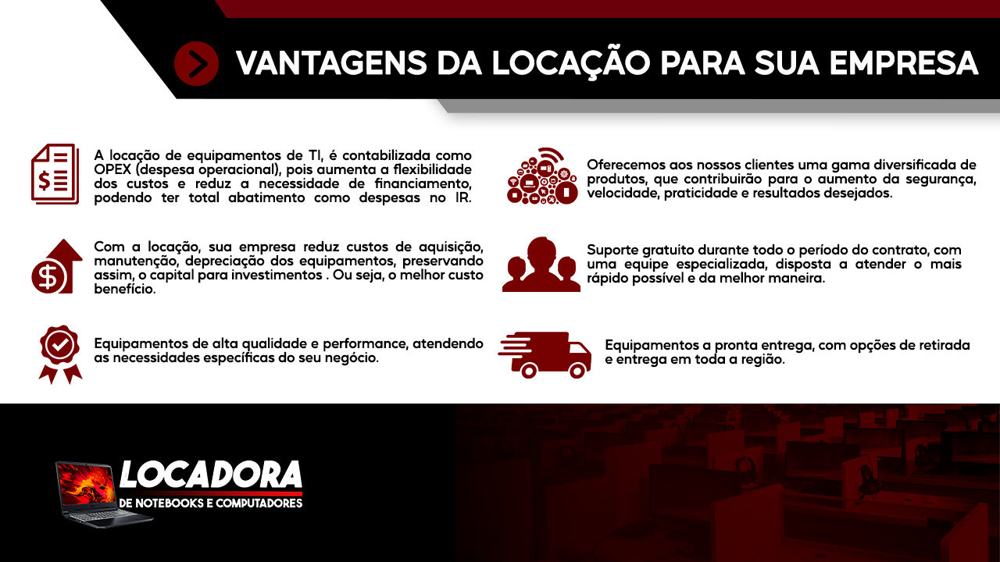 VANTAGENS DA LOCAÇÃO PARA SUA EMPRESA
A locação de equipamentos de TI, é contabilizada como
OPEX (despesa operacional), pois aumenta a flexibilidade
dos custos e reduz a necessidade de financiamento,
podendo ter total abatimento como despesas no IR.
Com a locação, sua empresa reduz custos de aquisição,
manutenção, depreciação dos equipamentos, preservando
assim, o capital para investimentos . Ou seja, o melhor custo
benefício.
Equipamentos de alta qualidade e performance, atendendo
as necessidades específicas do seu negócio.
Oferecemos aos nossos clientes uma gama diversificada de
produtos, que contribuirão para o aumento da segurança,
velocidade, praticidade e resultados desejados.
Suporte gratuito durante todo o período do contrato, com
uma equipe especializada, disposta a atender o mais
rápido possível e da melhor maneira.
Equipamentos a pronta entrega, com opções de retirada
e entrega em toda a região.
LOCADORA
DE NOTEBOOKS E COMPUTADORES